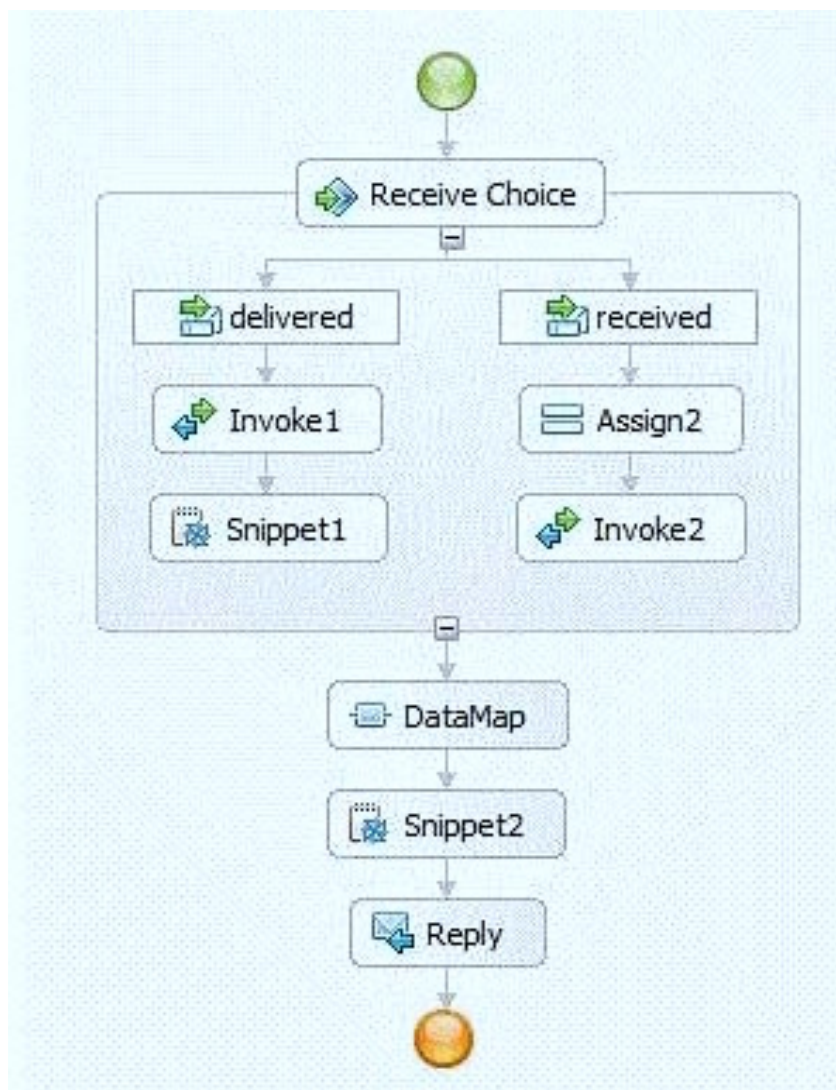 Receive Choice
delivered
received
Invoke1
Assign2
Snippet1
Invoke2
DataMap
Snippet2
Reply